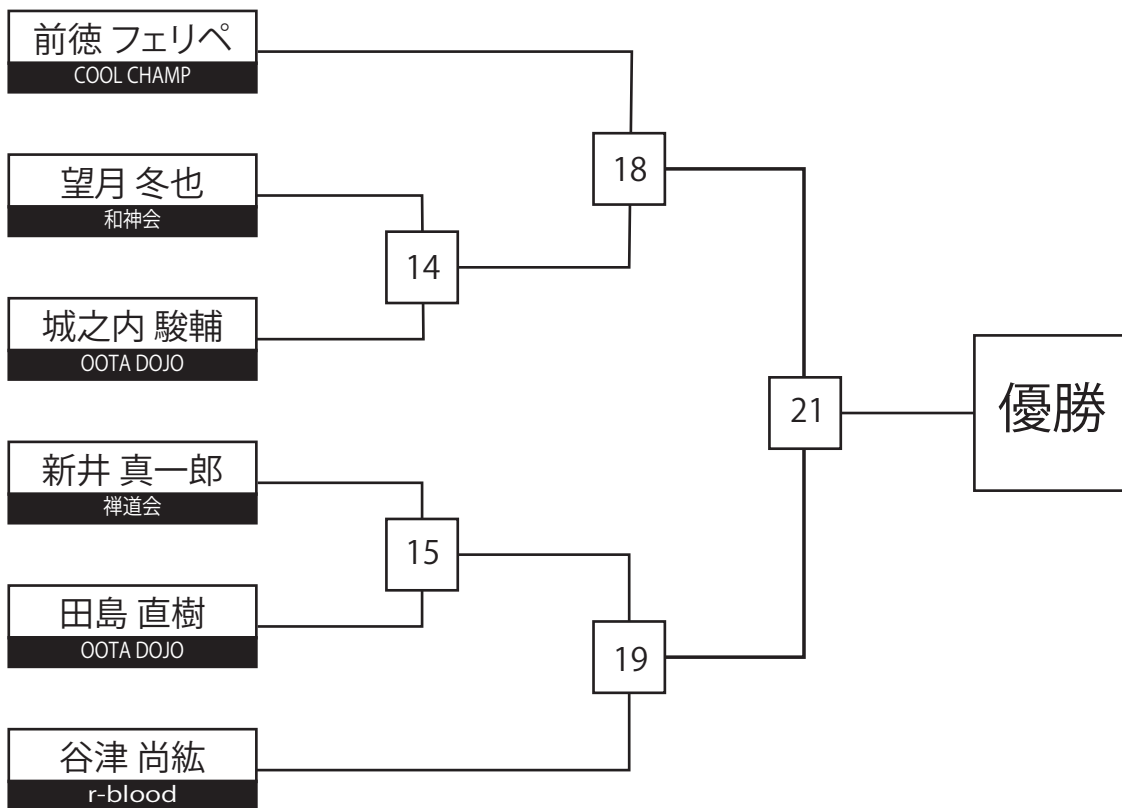 前徳 フェリペ
COOL CHAMP
18
望月 冬也
和神会
14
城之内 駿輔
OOTA DOJO
21
優勝
新井 真一郎
禅道会
15
田島 直樹
OOTA DOJO
19
谷津 尚紘
r-blood